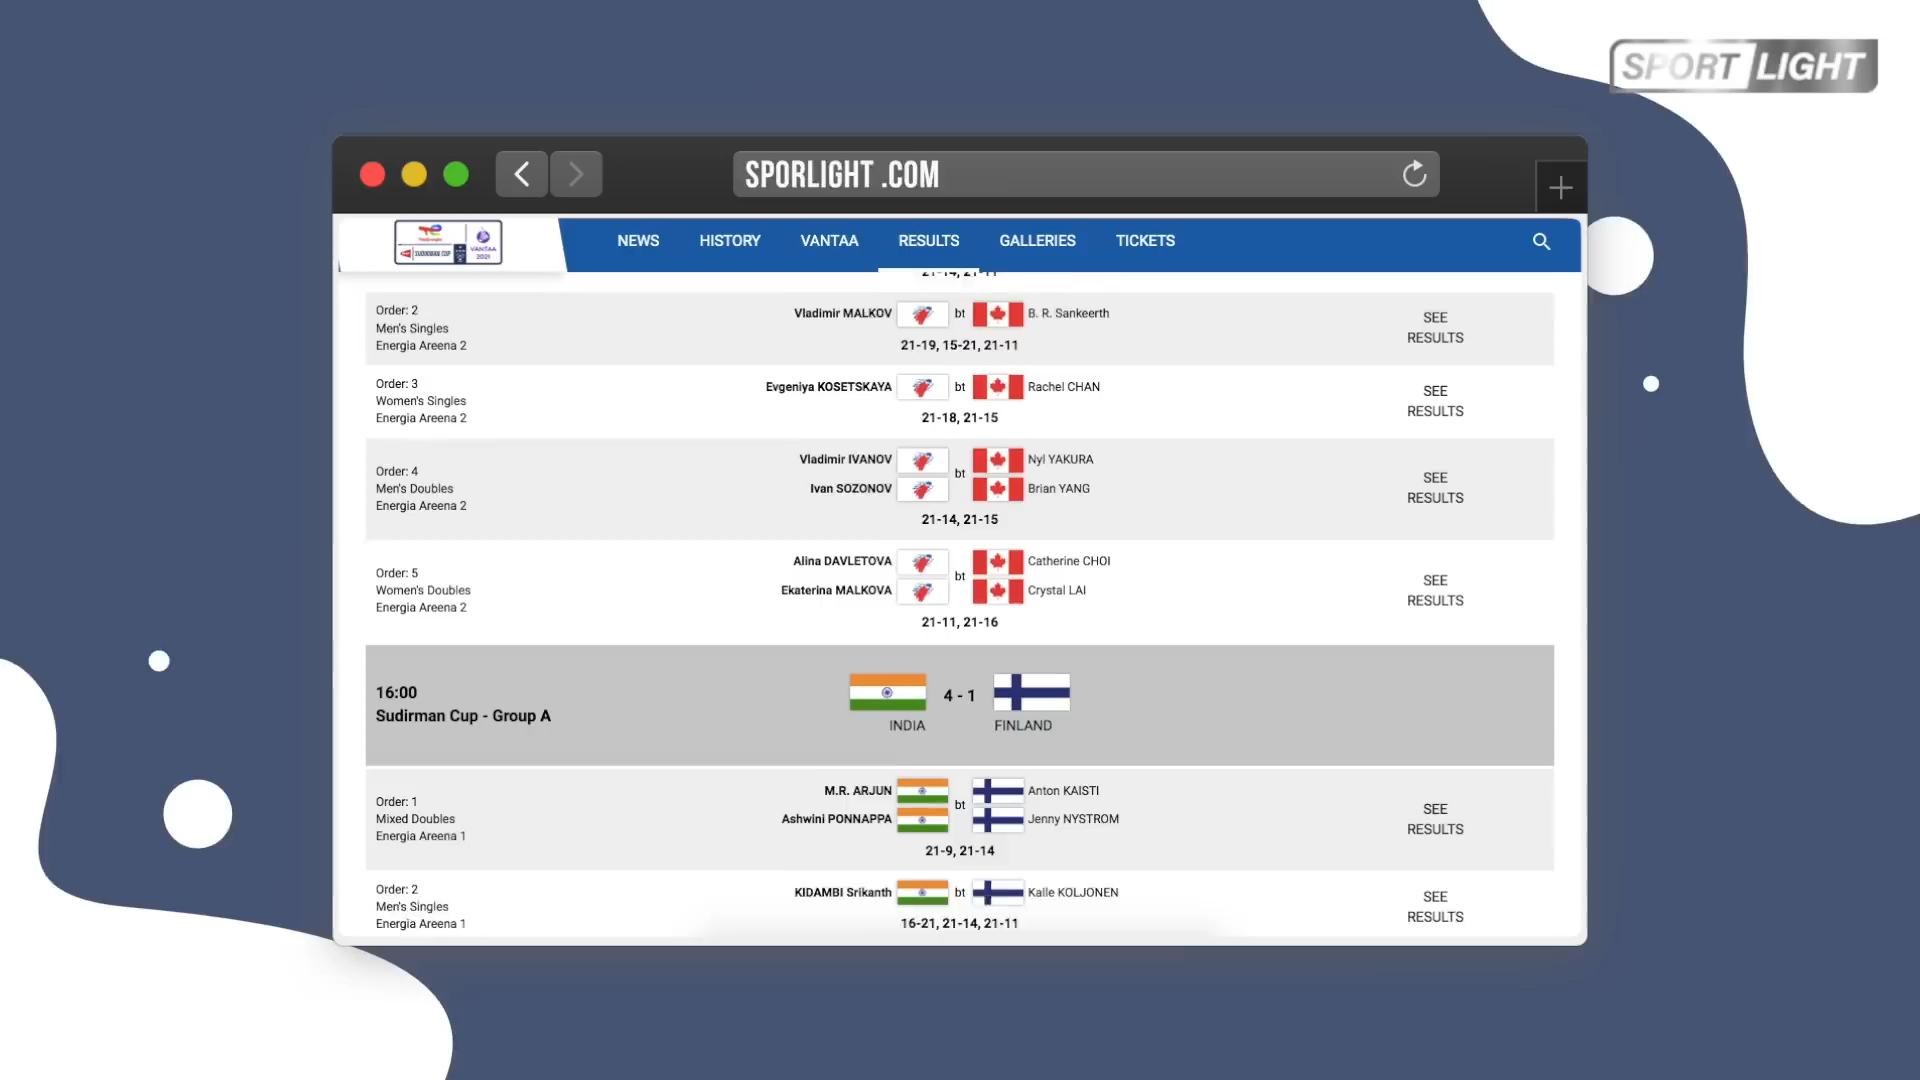 SPORT LIGHT
SPORLIGHT .COM
SUDIRMAN CUP
VANTAA
2021
NEWS
HISTORY
VANTAA
RESULTS
GALLERIES
TICKETS
Order: 2
Men's Singles
Energia Areena 2
Vladimir MALKOV bt B. R. Sankeerth
21-19, 15-21, 21-11
SEE
RESULTS
Order: 3
Women's Singles
Energia Areena 2
Evgeniya KOSETSKAYA bt Rachel CHAN
21-18, 21-15
SEE
RESULTS
Order: 4
Men's Doubles
Energia Areena 2
Vladimir IVANOV
Ivan SOZONOV
bt
Nyl YAKURA
Brian YANG
21-14, 21-15
SEE
RESULTS
Order: 5
Women's Doubles
Energia Areena 2
Alina DAVLETOVA
Ekaterina MALKOVA
bt
Catherine CHOI
Crystal LAI
21-11, 21-16
SEE
RESULTS
16:00
Sudirman Cup - Group A
4 - 1
INDIA
FINLAND
Order: 1
Mixed Doubles
Energia Areena 1
M.R. ARJUN
Ashwini PONNAPPA
bt
Anton KAISTI
Jenny NYSTROM
21-9, 21-14
SEE
RESULTS
Order: 2
Men's Singles
Energia Areena 1
KIDAMBI Srikanth bt Kalle KOLJONEN
16-21, 21-14, 21-11
SEE
RESULTS